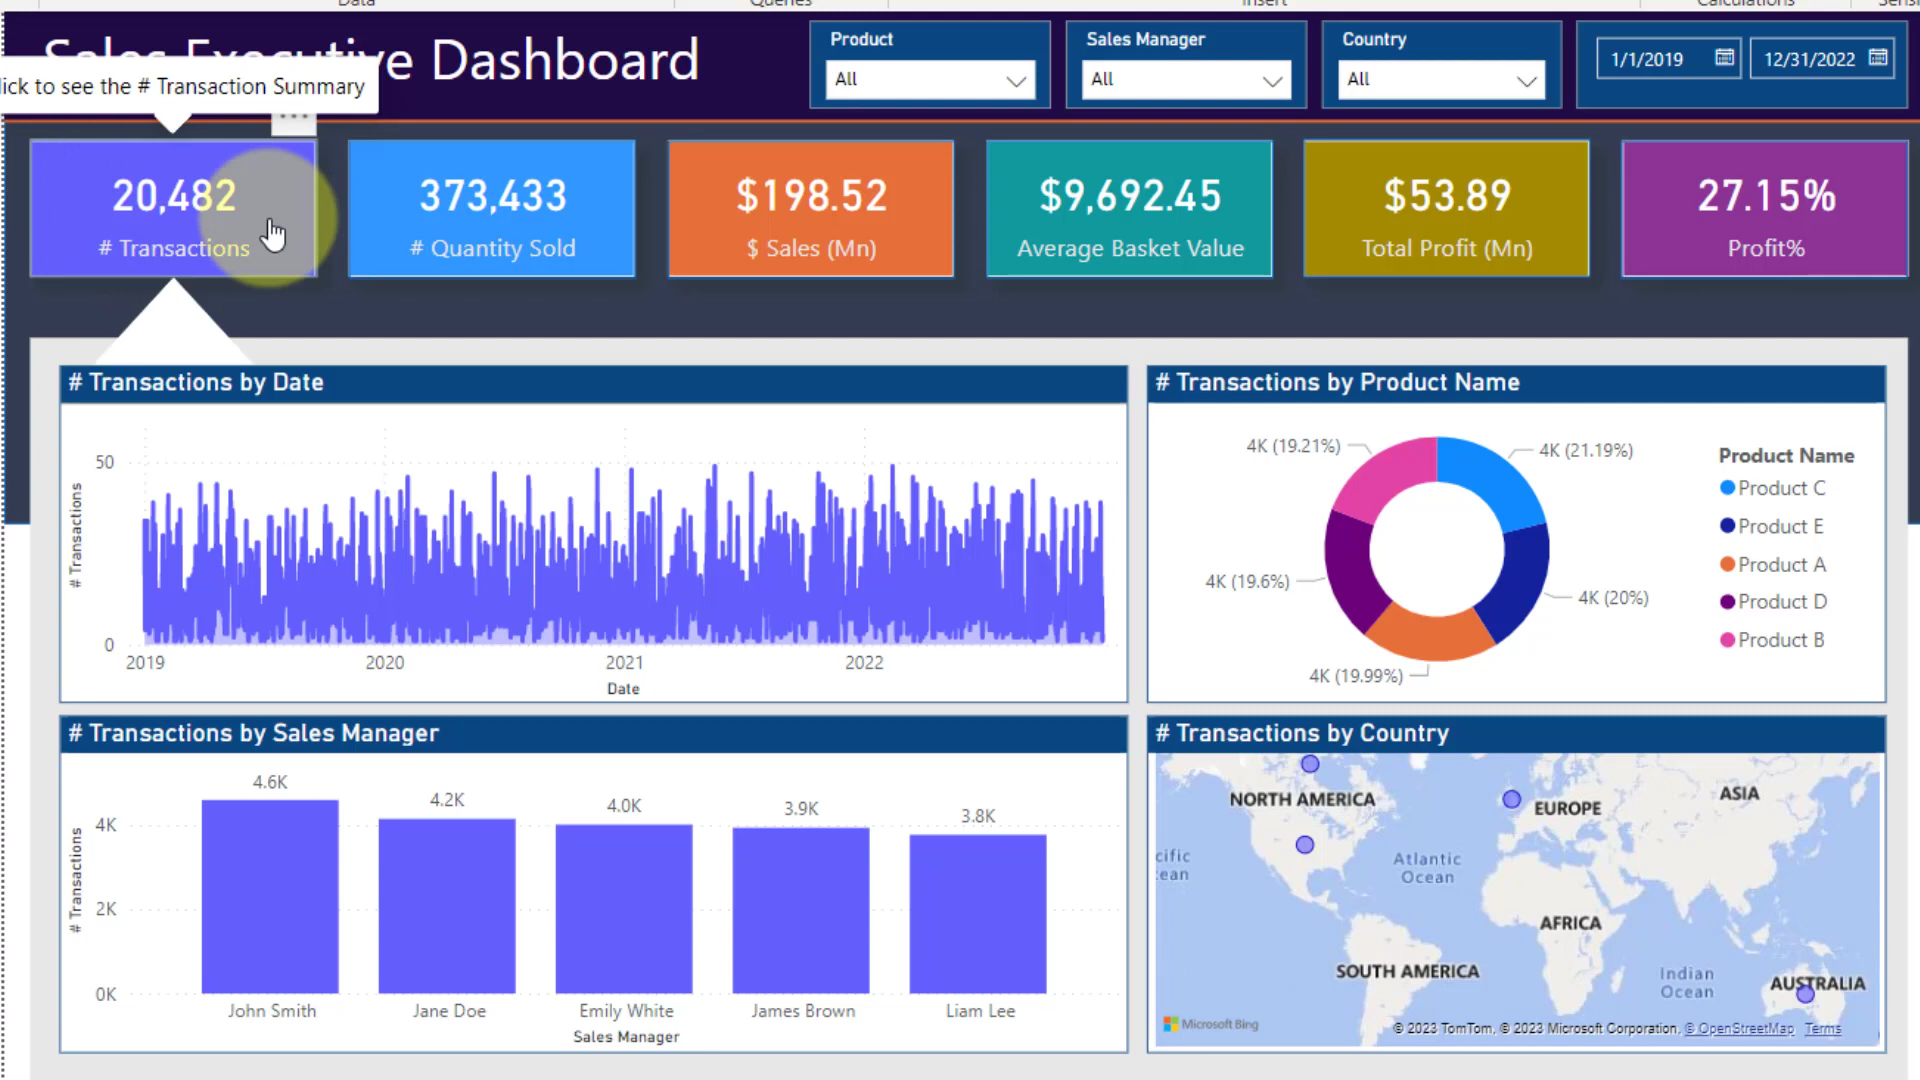 Data Queries Insert Calculations
Sales Executive Dashboard
lick to see the # Transaction Summary
Product
All
Sales Manager
All
Country
All
1/1/2019
12/31/2022
20,482
# Transactions
373,433
# Quantity Sold
$198.52
$ Sales (Mn)
$9,692.45
Average Basket Value
$53.89
Total Profit (Mn)
27.15%
Profit%
# Transactions by Date
50
0
# Transactions
2019 2020 2021 2022
Date
# Transactions by Product Name
4K (19.21%)
4K (21.19%)
4K (19.6%)
4K (20%)
4K (19.99%)
Product Name
Product C
Product E
Product A
Product D
Product B
# Transactions by Sales Manager
4.6K 4.2K 4.0K 3.9K 3.8K
4K
2K
0K
# Transactions
John Smith Jane Doe Emily White James Brown Liam Lee
Sales Manager
# Transactions by Country
NORTH AMERICA
EUROPE
ASIA
cific
ean
Atlantic
Ocean
AFRICA
SOUTH AMERICA
Indian
Ocean
AUSTRALIA
Microsoft Bing
© 2023 TomTom, © 2023 Microsoft Corporation, © OpenStreetMap Terms